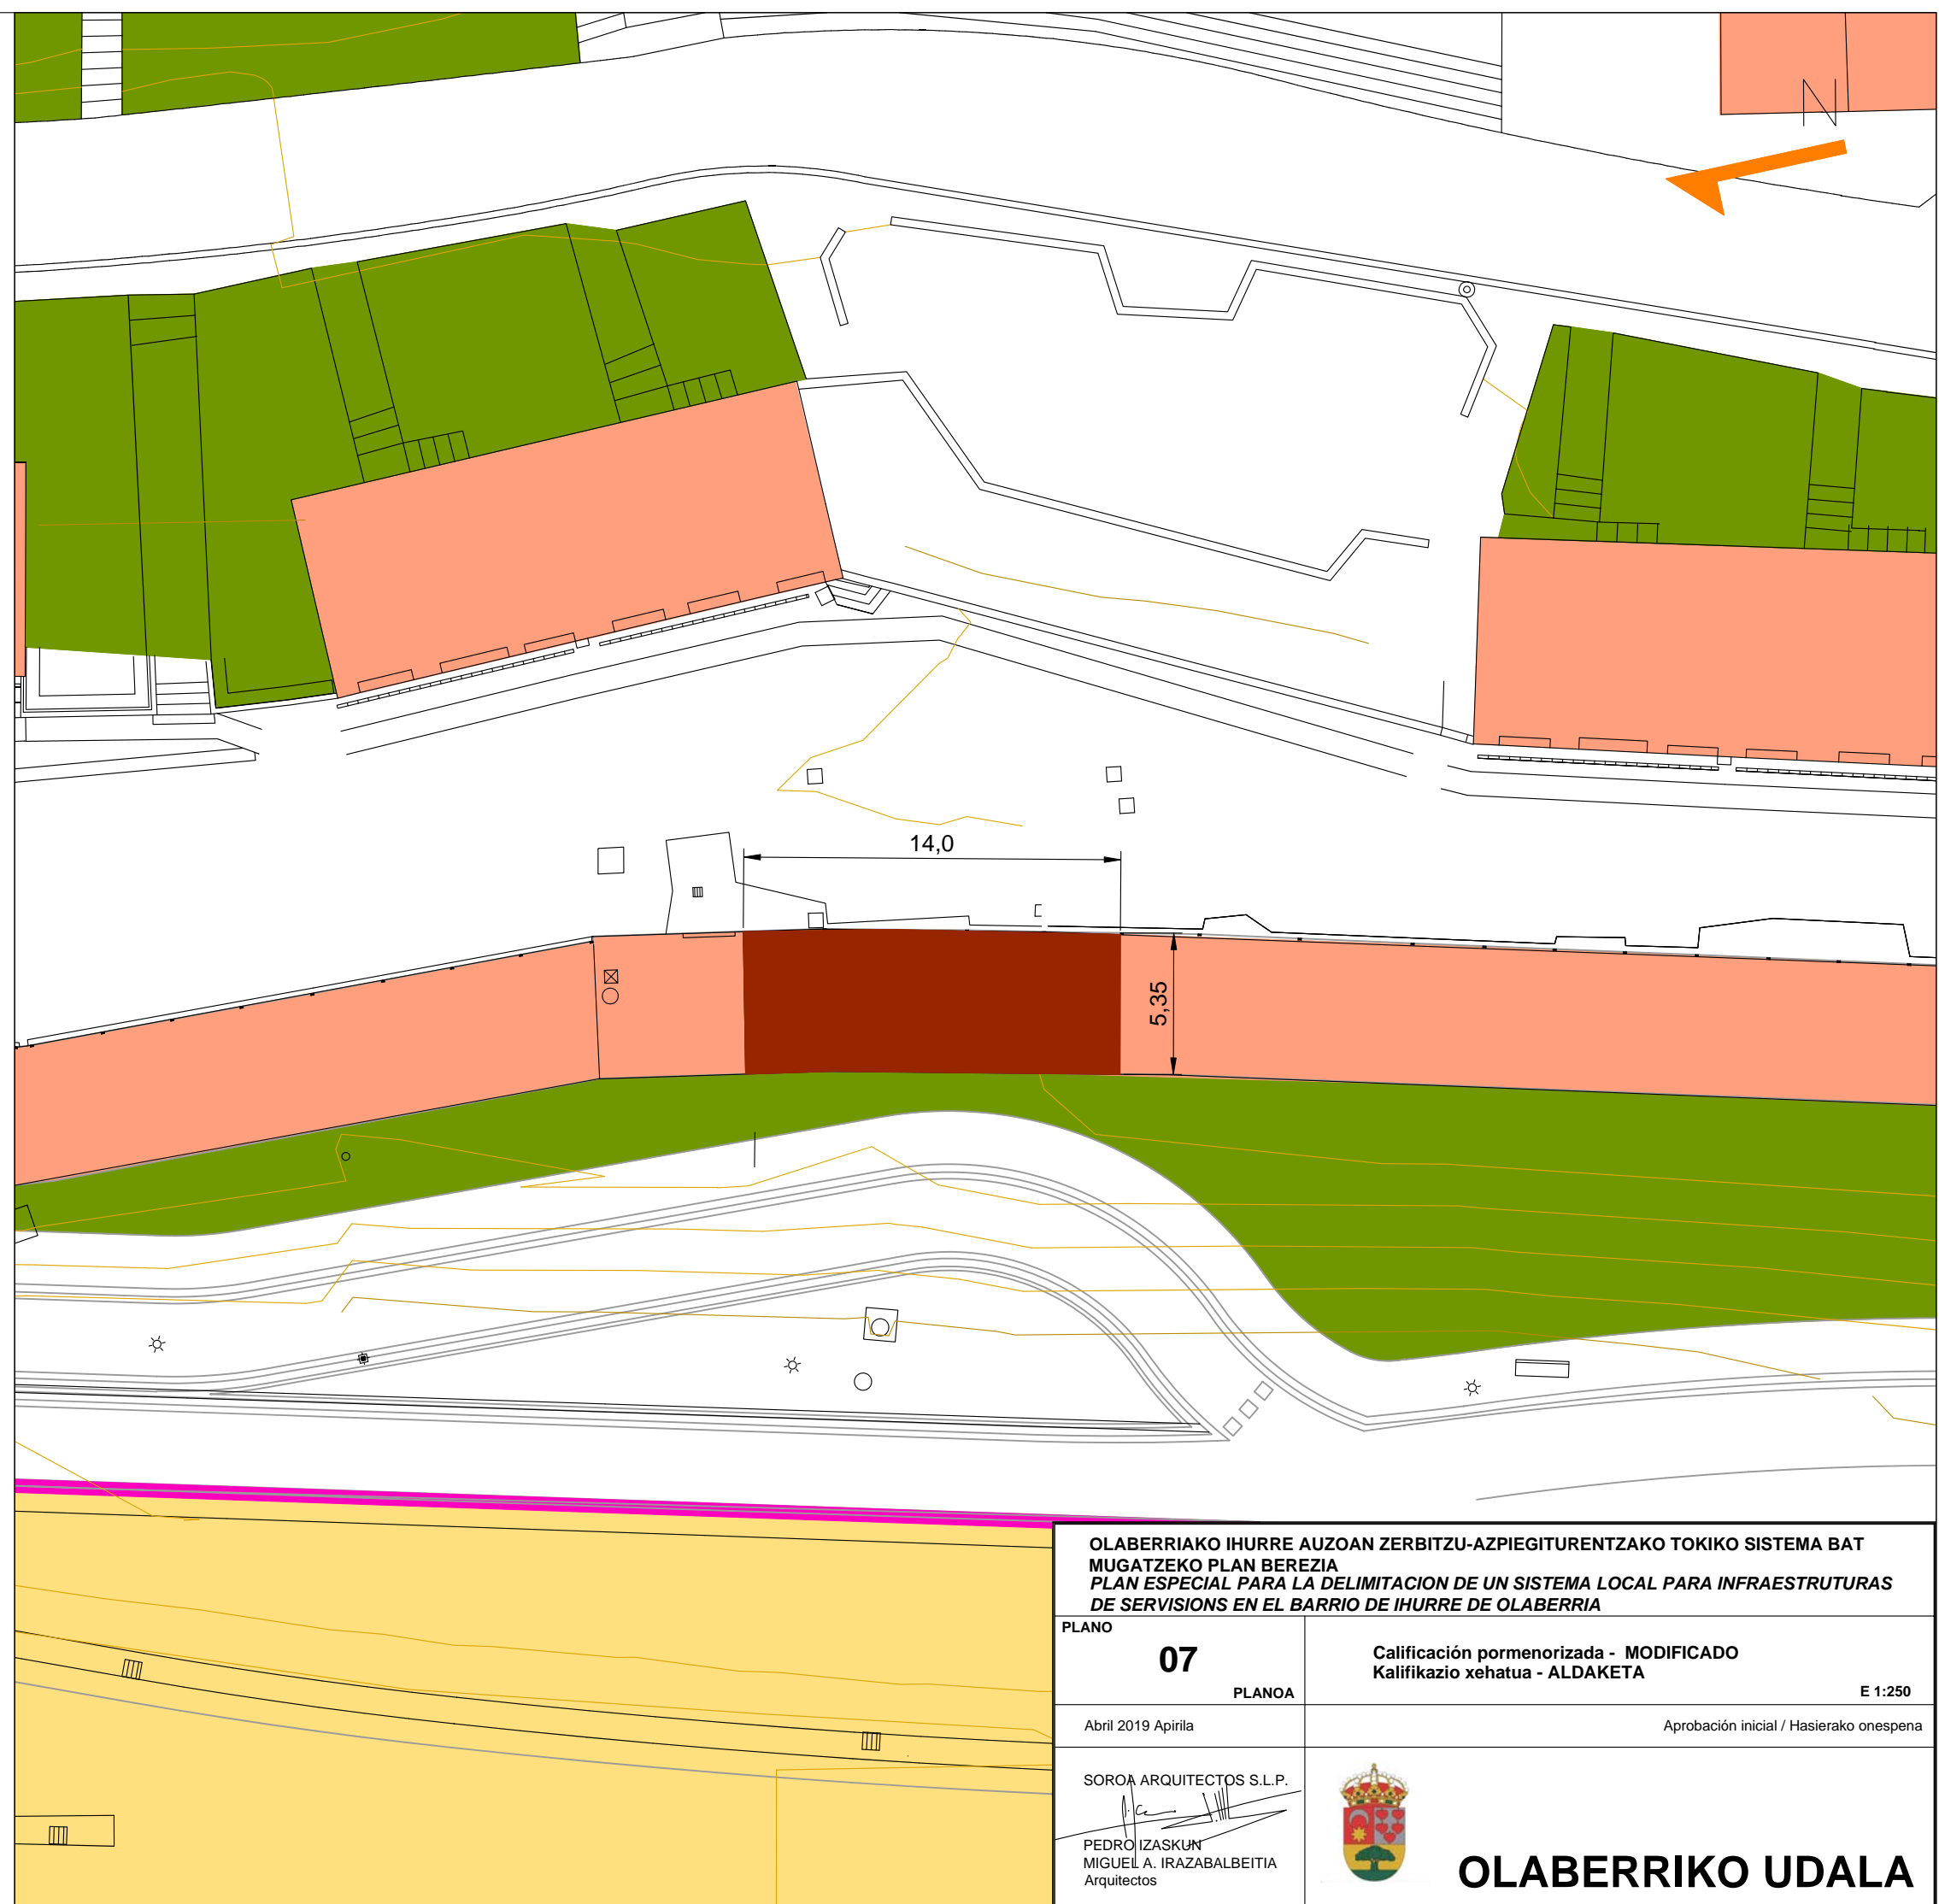 N
14,0
5,35
OLABERRIAKO IHURRE AUZOAN ZERBITZU-AZPIEGITURENTZAKO TOKIKO SISTEMA BAT
MUGATZEKO PLAN BEREZIA
PLAN ESPECIAL PARA LA DELIMITACION DE UN SISTEMA LOCAL PARA INFRAESTRUTURAS
DE SERVISIONS EN EL BARRIO DE IHURRE DE OLABERRIA
PLANO
07
PLANOA
Calificación pormenorizada - MODIFICADO
Kalifikazio xehatua - ALDAKETA
E 1:250
Abril 2019 Apirila
Aprobación inicial / Hasierako onespena
SOROA ARQUITECTOS S.L.P.
PEDRO IZASKUN
MIGUEL A. IRAZABALBEITIA
Arquitectos
OLABERRIKO UDALA